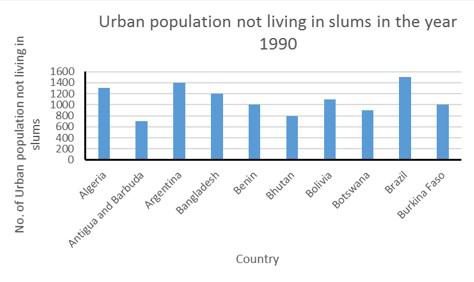 Urban population not living in slums in the year
1990
No. of Urban population not living in
slums
1600
1400
1200
1000
800
600
400
200
0
Algeria
Antigua and Barbuda
Argentina
Bangladesh
Benin
Bhutan
Bolivia
Botswana
Brazil
Burkina Faso
Country